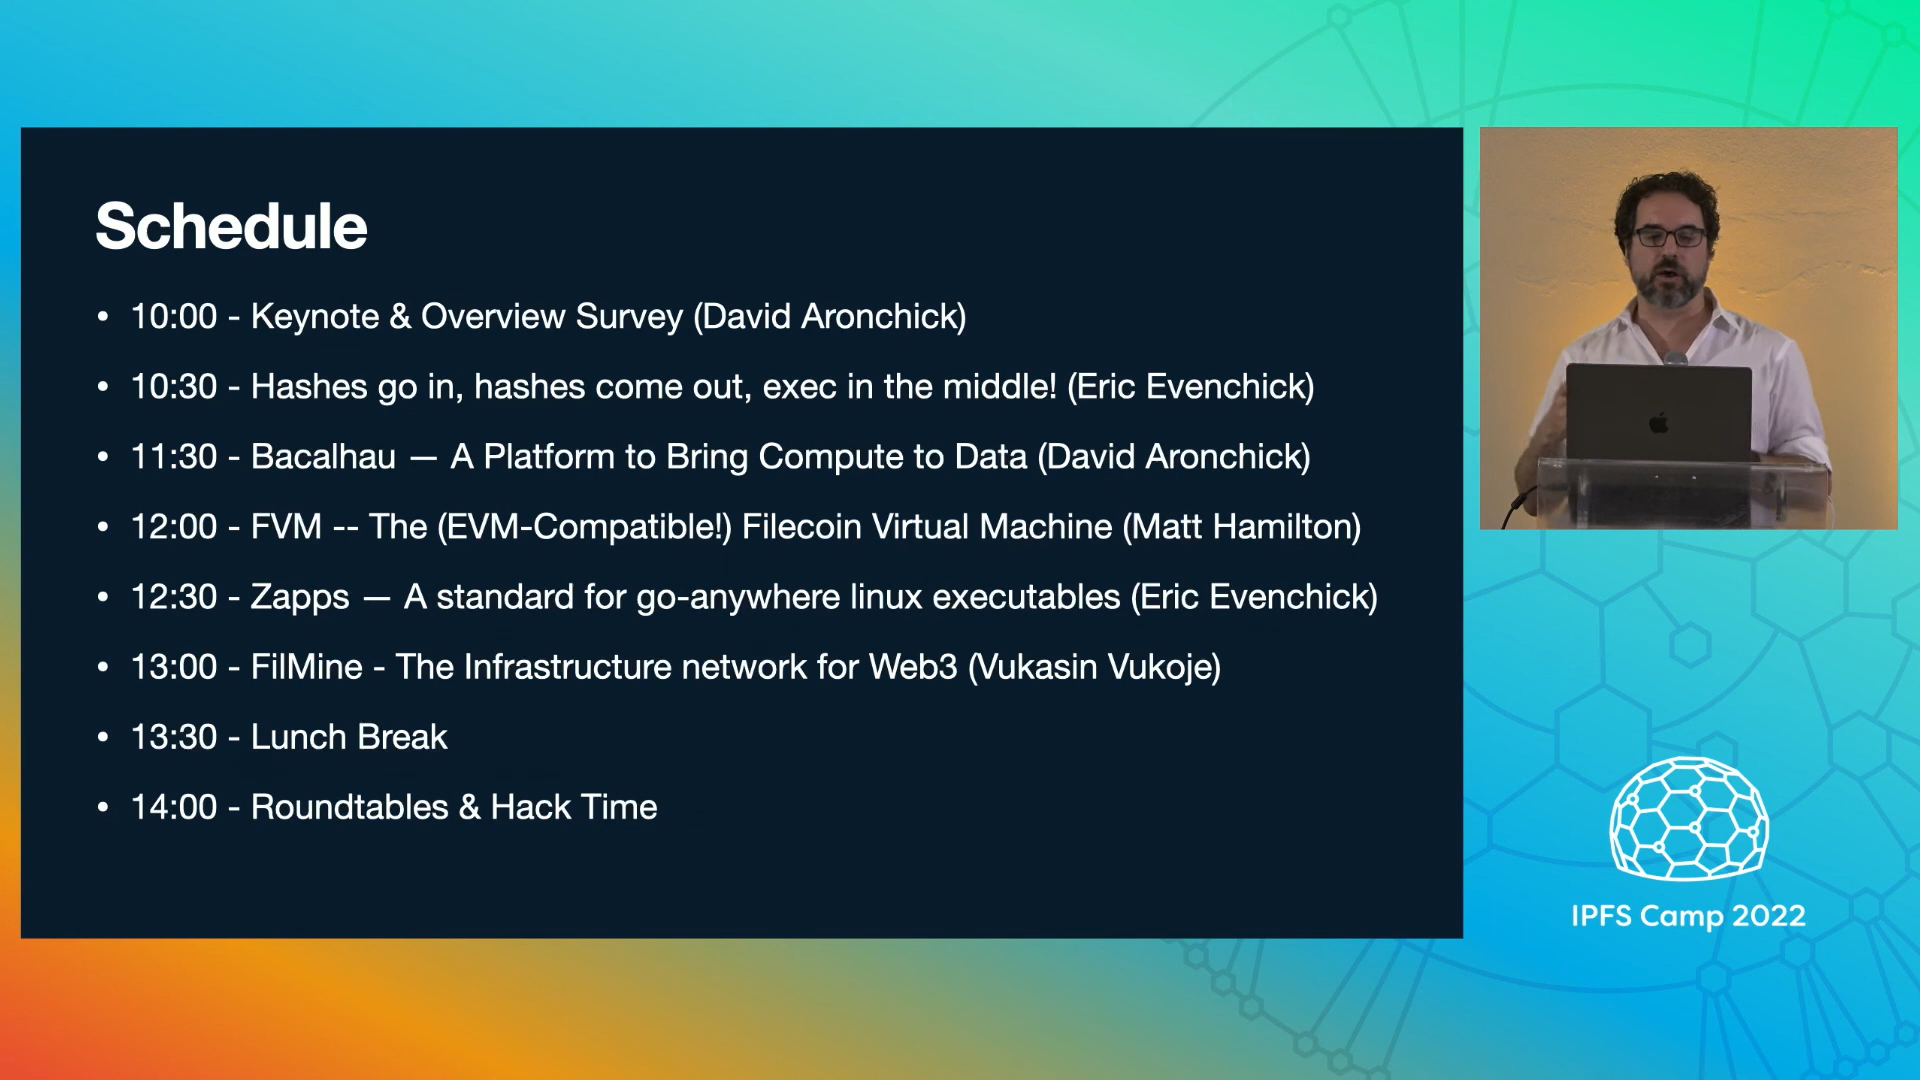 Schedule
• 10:00 - Keynote & Overview Survey (David Aronchick)
• 10:30 - Hashes go in, hashes come out, exec in the middle! (Eric Evenchick)
• 11:30 - Bacalhau — A Platform to Bring Compute to Data (David Aronchick)
• 12:00 - FVM -- The (EVM-Compatible!) Filecoin Virtual Machine (Matt Hamilton)
• 12:30 - Zapps — A standard for go-anywhere linux executables (Eric Evenchick)
• 13:00 - FilMine - The Infrastructure network for Web3 (Vukasin Vukoje)
• 13:30 - Lunch Break
• 14:00 - Roundtables & Hack Time
IPFS Camp 2022